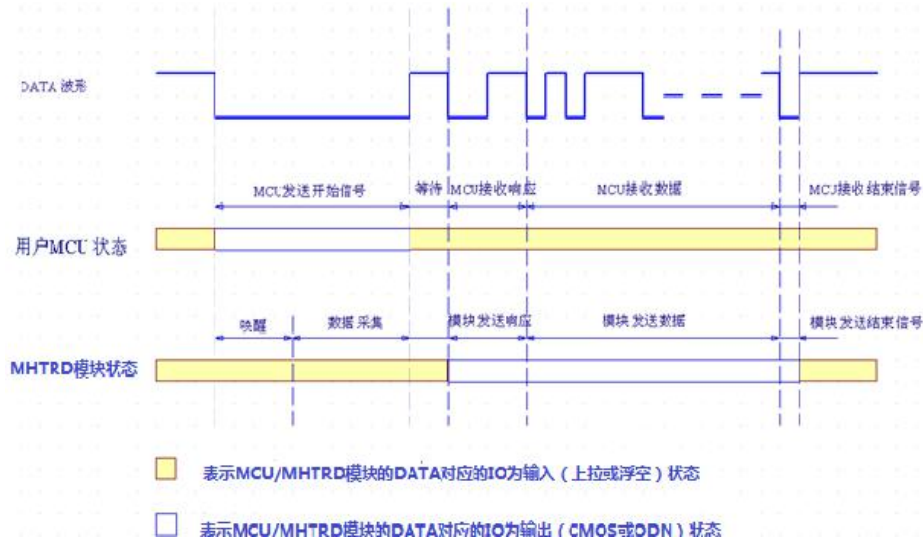 DATA 波形
MCU发送开始信号
等待
MCU接收响应
MCU接收数据
MCU接收结束信号
用户MCU 状态
唤醒
数据采集
模块发送响应
模块发送数据
模块发送结束信号
MHTRD模块状态
表示MCU/MHTRD模块的DATA对应的IO为输入（上拉或浮空）状态
表示MCU/MHTRD模块的DATA对应的IO为输出（CMOS或ODN）状态